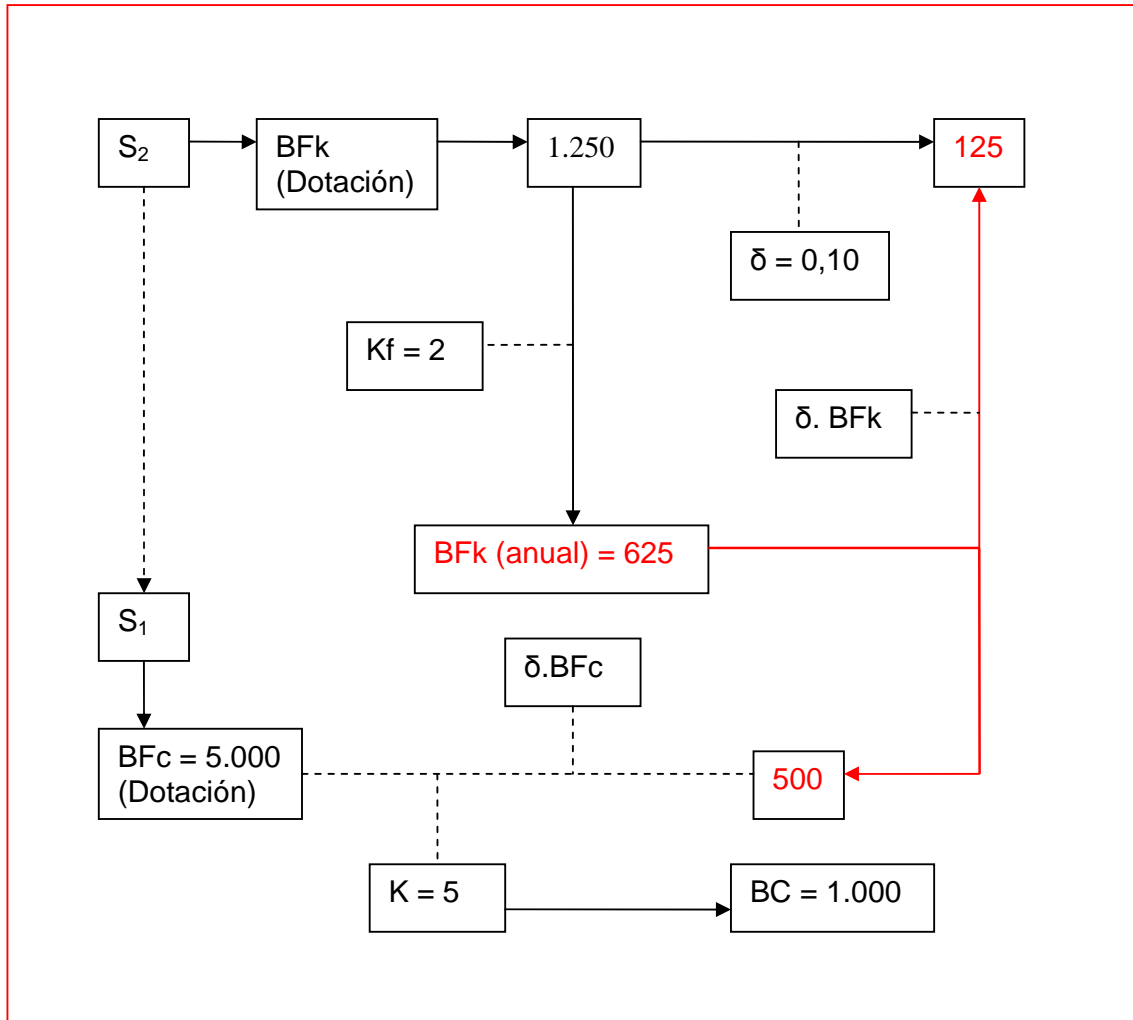 S₂
BFk
(Dotación)
1.250
125
δ = 0,10
Kf = 2
δ. BFk
BFk (anual) = 625
S₁
δ.BFc
BFc = 5.000
(Dotación)
500
K = 5
BC = 1.000